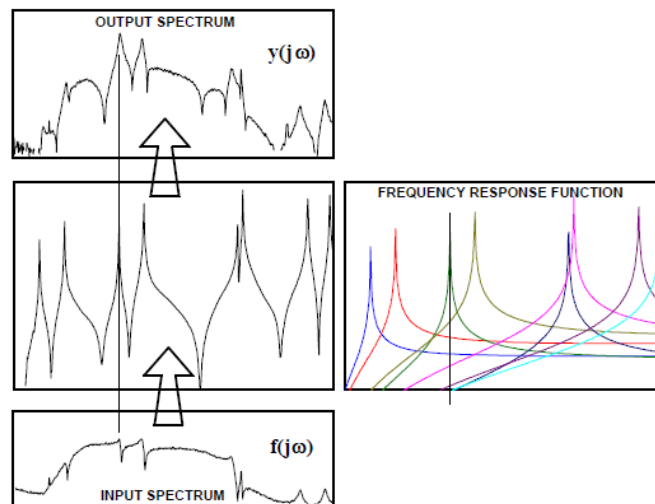 OUTPUT SPECTRUM
y(jω)
FREQUENCY RESPONSE FUNCTION
f(jω)
INPUT SPECTRUM